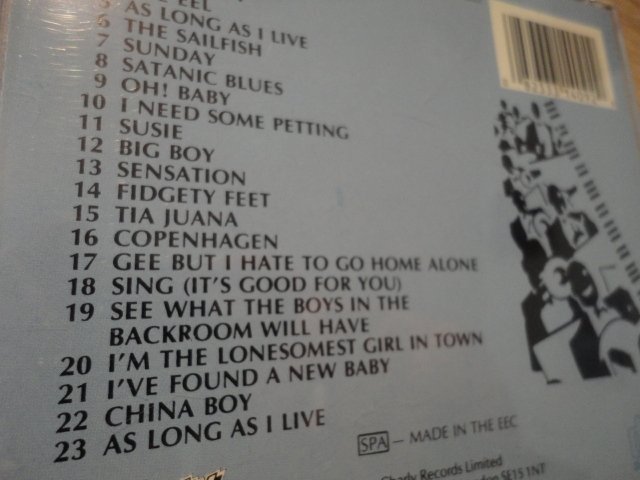 5 AS LONG AS I LIVE
6 THE SAILFISH
7 SUNDAY
8 SATANIC BLUES
9 OH! BABY
10 I NEED SOME PETTING
11 SUSIE
12 BIG BOY
13 SENSATION
14 FIDGETY FEET
15 TIA JUANA
16 COPENHAGEN
17 GEE BUT I HATE TO GO HOME ALONE
18 SING (IT'S GOOD FOR YOU)
19 SEE WHAT THE BOYS IN THE
BACKROOM WILL HAVE
20 I'M THE LONESOMEST GIRL IN TOWN
21 I'VE FOUND A NEW BABY
22 CHINA BOY
23 AS LONG AS I LIVE
SPA – MADE IN THE EEC
Records Limited
SE15 1NT